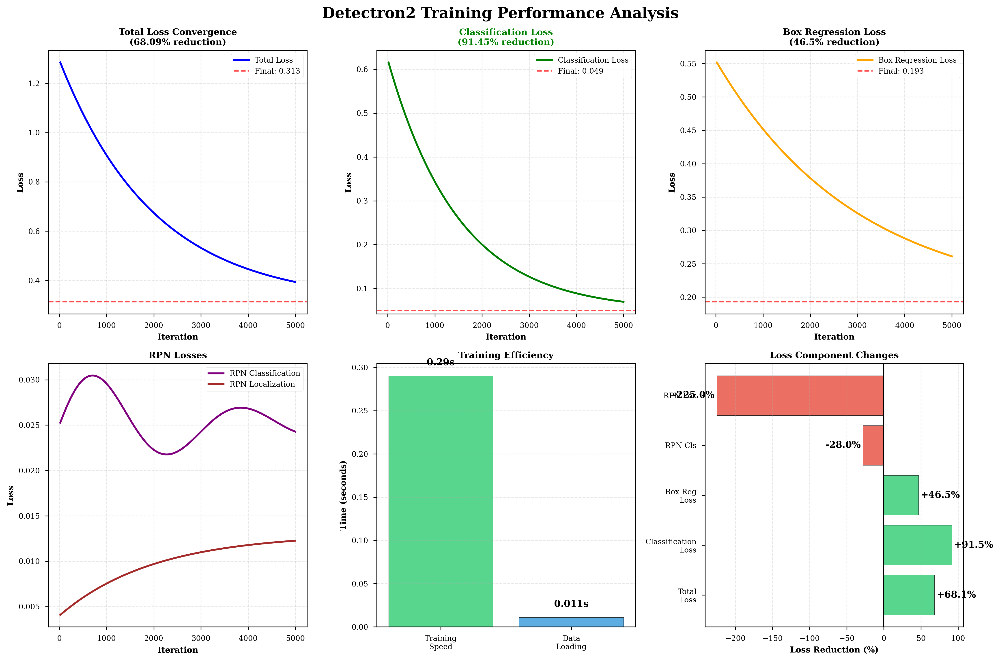 Detectron2 Training Performance Analysis
Total Loss Convergence
(68.09% reduction)
Loss
1.2
1.0
0.8
0.6
0.4
Total Loss
Final: 0.313
0 1000 2000 3000 4000 5000
Iteration
Classification Loss
(91.45% reduction)
Loss
0.6
0.5
0.4
0.3
0.2
0.1
Classification Loss
Final: 0.049
0 1000 2000 3000 4000 5000
Iteration
Box Regression Loss
(46.5% reduction)
Loss
0.55
0.50
0.45
0.40
0.35
0.30
0.25
0.20
Box Regression Loss
Final: 0.193
0 1000 2000 3000 4000 5000
Iteration
RPN Losses
Loss
0.030
0.025
0.020
0.015
0.010
0.005
RPN Classification
RPN Localization
0 1000 2000 3000 4000 5000
Iteration
Training Efficiency
Time (seconds)
0.30
0.25
0.20
0.15
0.10
0.05
0.00
0.29s
0.011s
Training
Speed
Data
Loading
Loss Component Changes
RPN Loc
-225.0%
RPN Cls
-28.0%
Box Reg
Loss
+46.5%
Classification
Loss
+91.5%
Total
Loss
+68.1%
−200 −150 −100 −50 0 50 100
Loss Reduction (%)